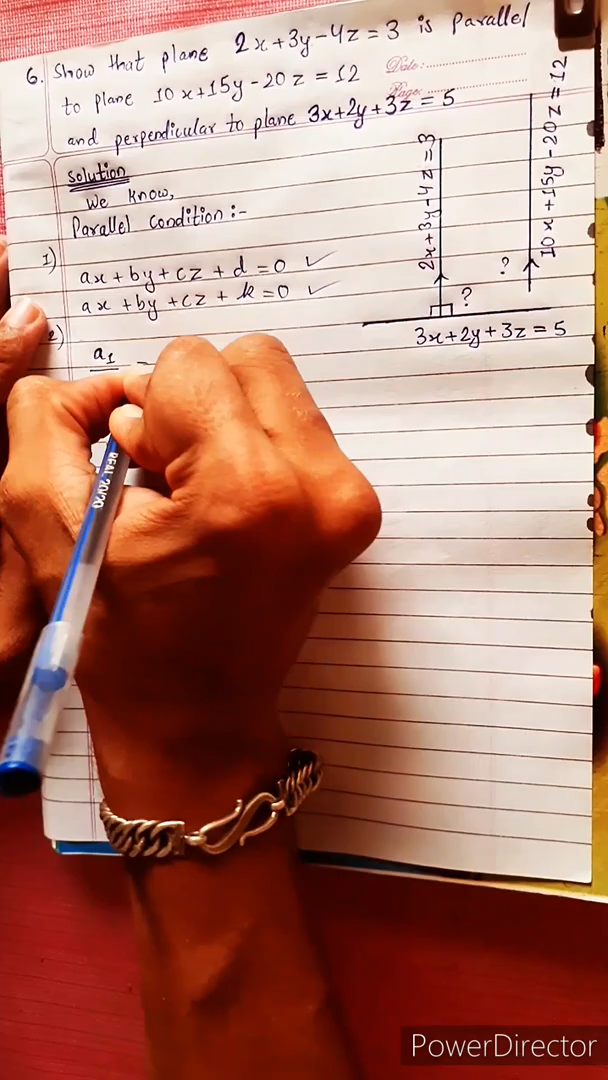 6. Show that plane 2x+3y-4z=3 is parallel
Date:
to plane 10x+15y-20z=12
Page:
and perpendicular to plane 3x+2y+3z=5
Solution
We know,
Parallel condition:-
1) ax+by+cz+d=0 ✓
ax+by+cz+k=0 ✓
2) a₁ =
2x+3y-4z=3
10x+15y-20z=12
?
?
3x+2y+3z=5
REAL 20/20
PowerDirector